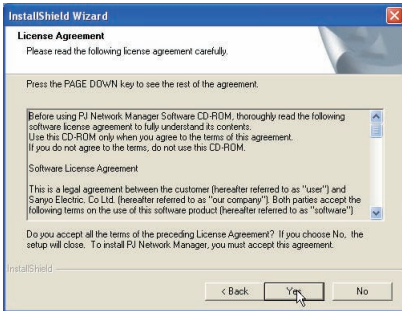 InstallShield Wizard
License Agreement
Please read the following license agreement carefully.
Press the PAGE DOWN key to see the rest of the agreement.
Before using PJ Network Manager Software CD-ROM, thoroughly read the following
software license agreement to fully understand its contents.
Use this CD-ROM only when you agree to the terms of this agreement.
If you do not agree to the terms, do not use this CD-ROM.
Software License Agreement
This is a legal agreement between the customer (hereafter referred to as "user") and
Sanyo Electric. Co Ltd. (hereafter referred to as "our company"). Both parties accept the
following terms on the use of this software product (hereafter referred to as "software")
Do you accept all the terms of the preceding License Agreement? If you choose No, the
setup will close. To install PJ Network Manager, you must accept this agreement.
InstallShield
< Back Yes No